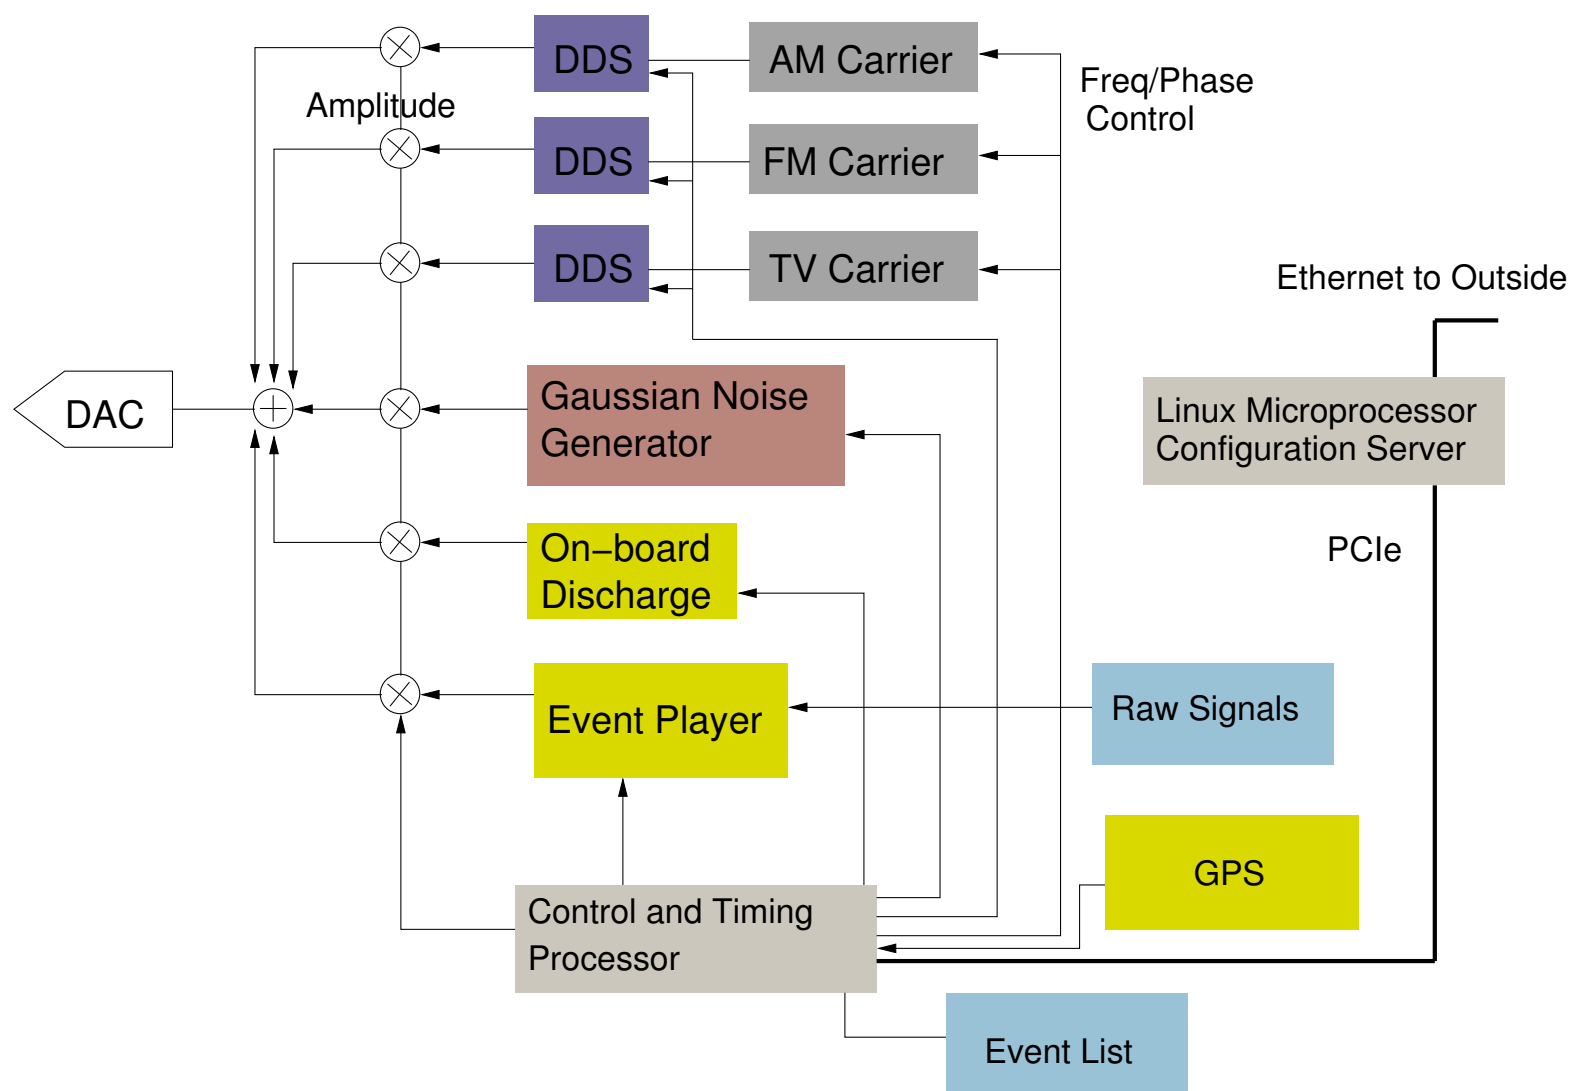 DDS
AM Carrier
Freq/Phase
Control
Amplitude
DDS
FM Carrier
DDS
TV Carrier
Ethernet to Outside
DAC
Gaussian Noise
Generator
Linux Microprocessor
Configuration Server
On−board
Discharge
PCIe
Event Player
Raw Signals
GPS
Control and Timing
Processor
Event List